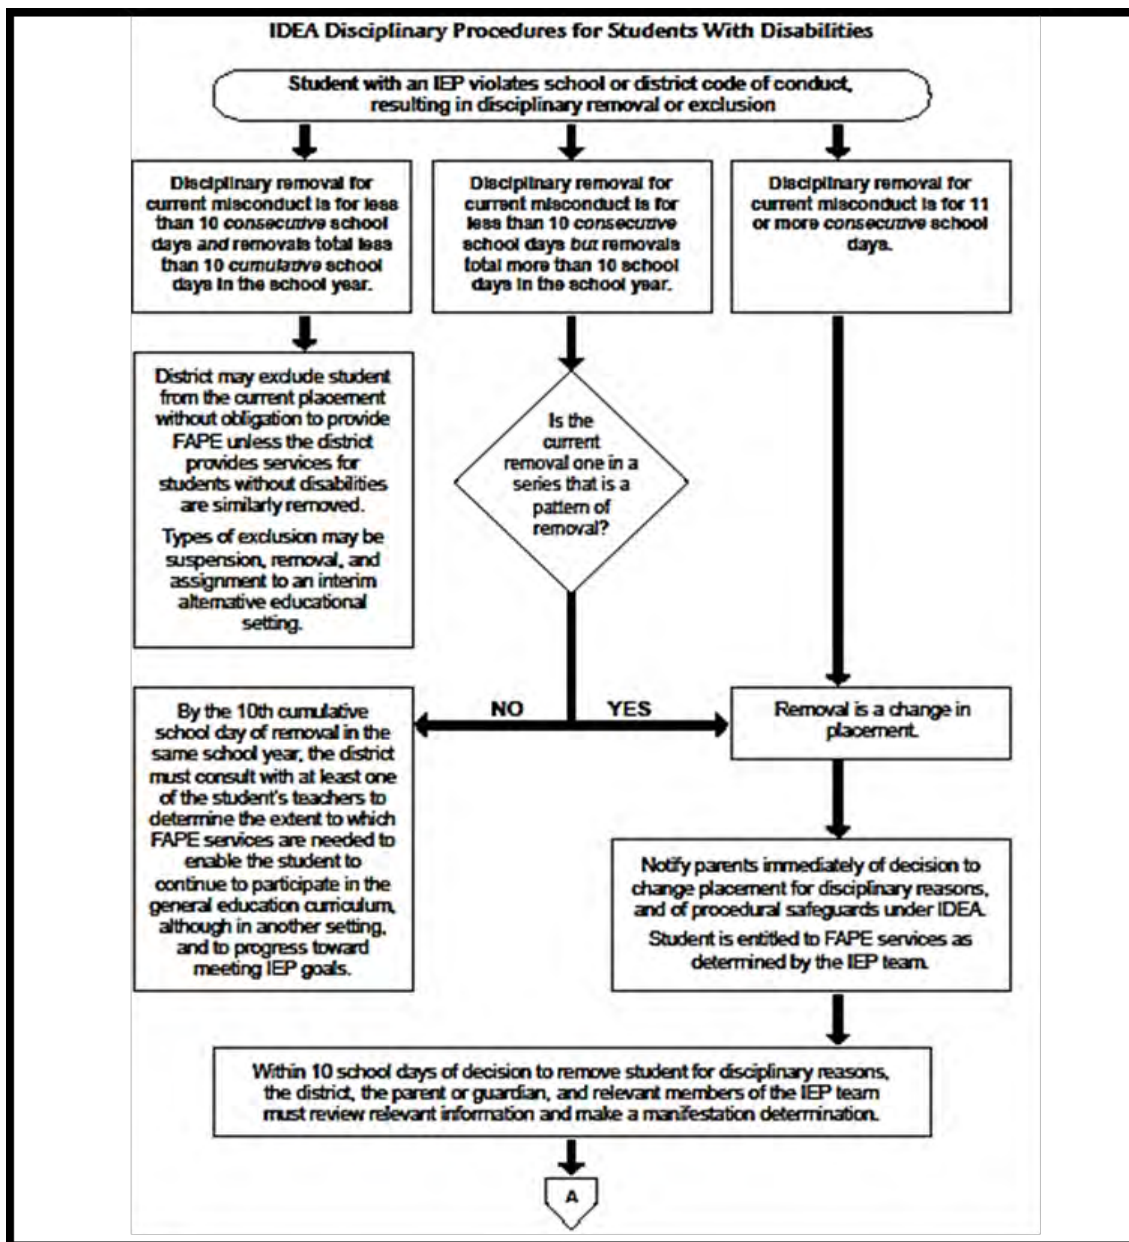 IDEA Disciplinary Procedures for Students With Disabilities
Student with an IEP violates school or district code of conduct,
resulting in disciplinary removal or exclusion
Disciplinary removal for
current misconduct is for less
than 10 consecutive school
days and removals total less
than 10 cumulative school
days in the school year.
Disciplinary removal for
current misconduct is for
less than 10 consecutive
school days but removals
total more than 10 school
days in the school year.
Disciplinary removal for
current misconduct is for 11
or more consecutive school
days.
District may exclude student
from the current placement
without obligation to provide
FAPE unless the district
provides services for
students without disabilities
are similarly removed.
Types of exclusion may be
suspension, removal, and
assignment to an interim
alternative educational
setting.
Is the
current
removal one in a
series that is a
pattern of
removal?
NO
YES
By the 10th cumulative
school day of removal in the
same school year, the district
must consult with at least one
of the student's teachers to
determine the extent to which
FAPE services are needed to
enable the student to
continue to participate in the
general education curriculum,
although in another setting,
and to progress toward
meeting IEP goals.
Removal is a change in
placement.
Notify parents immediately of decision to
change placement for disciplinary reasons,
and of procedural safeguards under IDEA.
Student is entitled to FAPE services as
determined by the IEP team.
Within 10 school days of decision to remove student for disciplinary reasons,
the district, the parent or guardian, and relevant members of the IEP team
must review relevant information and make a manifestation determination.
A